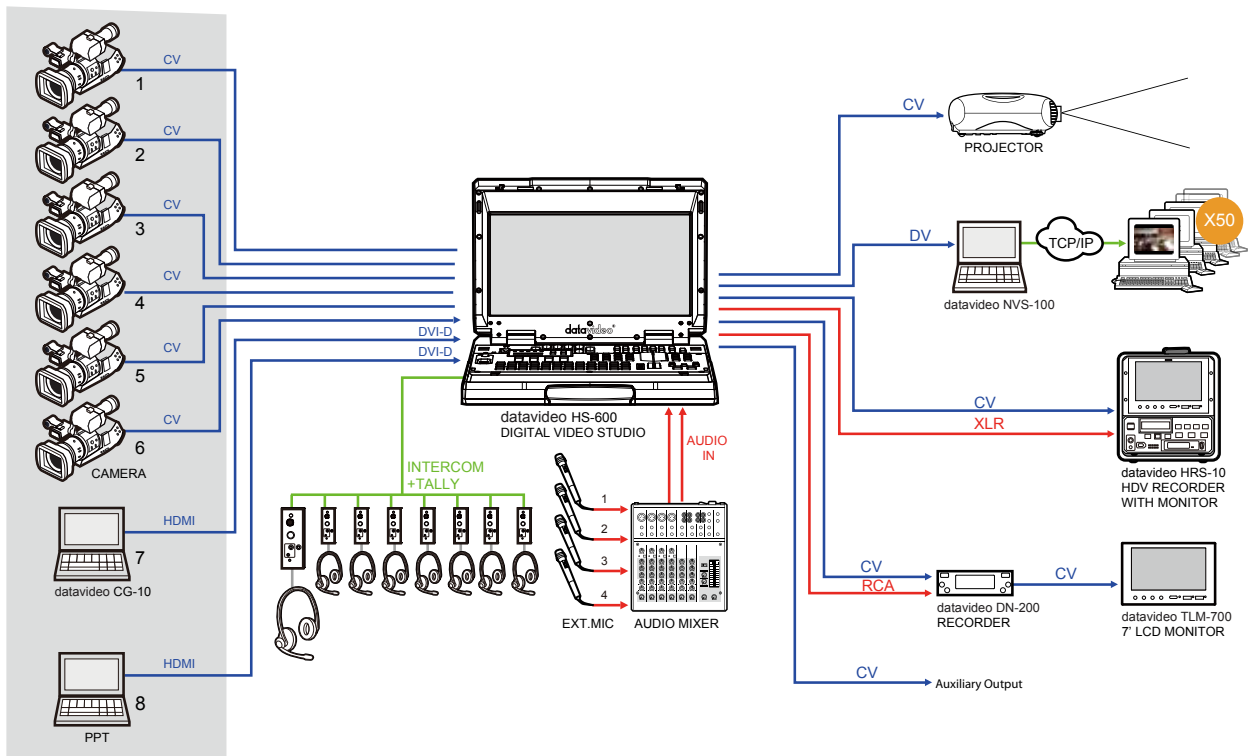 CV
1
CV
2
CV
3
CV
4
CV
5
CV
6
CAMERA
DVI-D
DVI-D
HDMI
7
datavideo CG-10
HDMI
8
PPT
datavideo®
datavideo HS-600
DIGITAL VIDEO STUDIO
INTERCOM
+TALLY
AUDIO
IN
1
2
3
4
EXT.MIC
AUDIO MIXER
CV
PROJECTOR
DV
TCP/IP
X50
datavideo NVS-100
CV
XLR
datavideo HRS-10
HDV RECORDER
WITH MONITOR
CV
RCA
datavideo DN-200
RECORDER
CV
datavideo TLM-700
7' LCD MONITOR
CV
Auxiliary Output